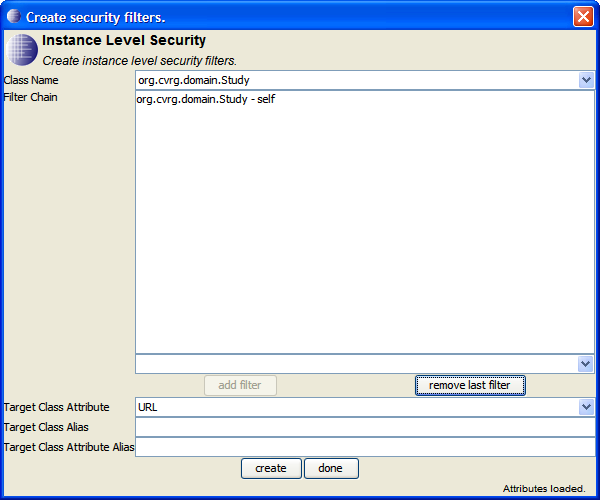 Create security filters.
Instance Level Security
Create instance level security filters.
Class Name org.cvrg.domain.Study
Filter Chain org.cvrg.domain.Study - self
add filter remove last filter
Target Class Attribute URL
Target Class Alias
Target Class Attribute Alias
create done
Attributes loaded.